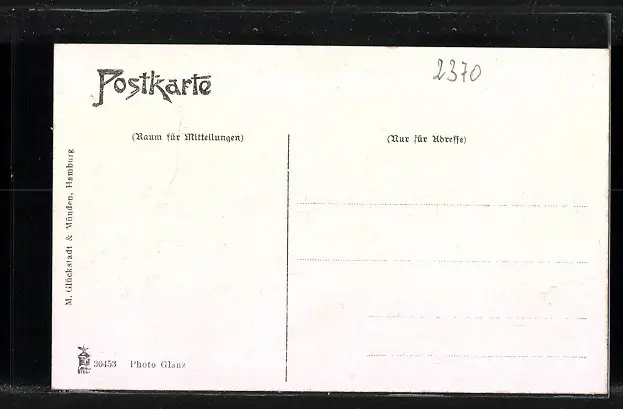 Postkarte
2370
(Raum für Mitteilungen)
(Nur für Adresse)
M. Glückstadt & Münden, Hamburg
30453 Photo Glanz